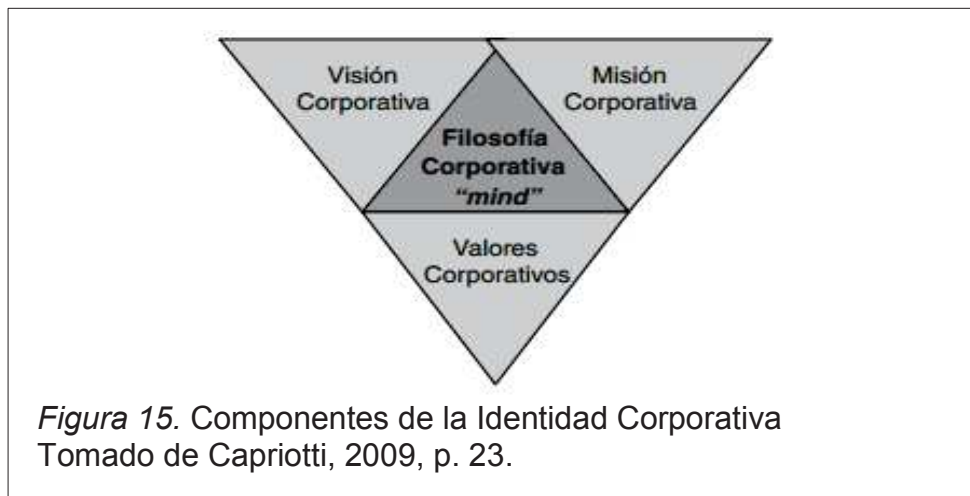 Visión
Corporativa
Misión
Corporativa
Filosofía
Corporativa
“mind”
Valores
Corporativos
Figura 15. Componentes de la Identidad Corporativa
Tomado de Capriotti, 2009, p. 23.